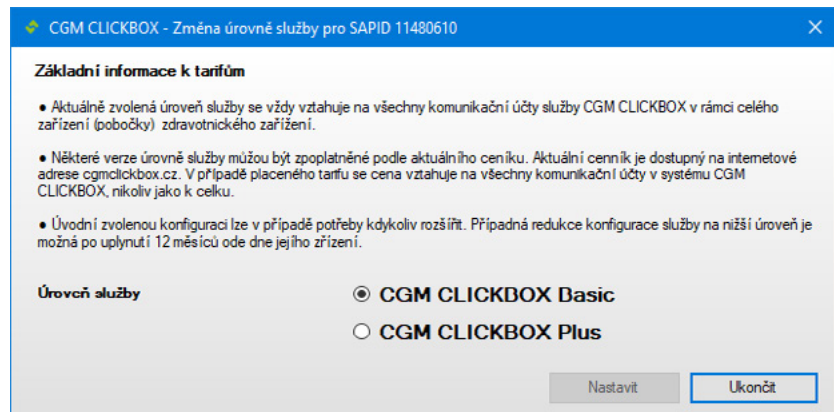 CGM CLICKBOX - Změna úrovně služby pro SAPID 11480610
Základní informace k tarifům
● Aktuálně zvolená úroveň služby se vždy vztahuje na všechny komunikační účty služby CGM CLICKBOX v rámci celého
zařízení (pobočky) zdravotnického zařížení.
● Některé verze úrovně služby můžou být zpoplatněné podle aktuálního ceníku. Aktuální cenník je dostupný na internetové
adrese cgmclickbox.cz. V případě placeného tarifu se cena vztahuje na všechny komunikační účty v systému CGM
CLICKBOX, nikoliv jako k celku.
● Úvodní zvolenou konfiguraci lze v případě potřeby kdykoliv rozšířit. Případná redukce konfigurace služby na nižší úroveň je
možná po uplynutí 12 měsíců ode dne jejího zřízení.
Úroveň služby
CGM CLICKBOX Basic
CGM CLICKBOX Plus
Nastavit Ukončit